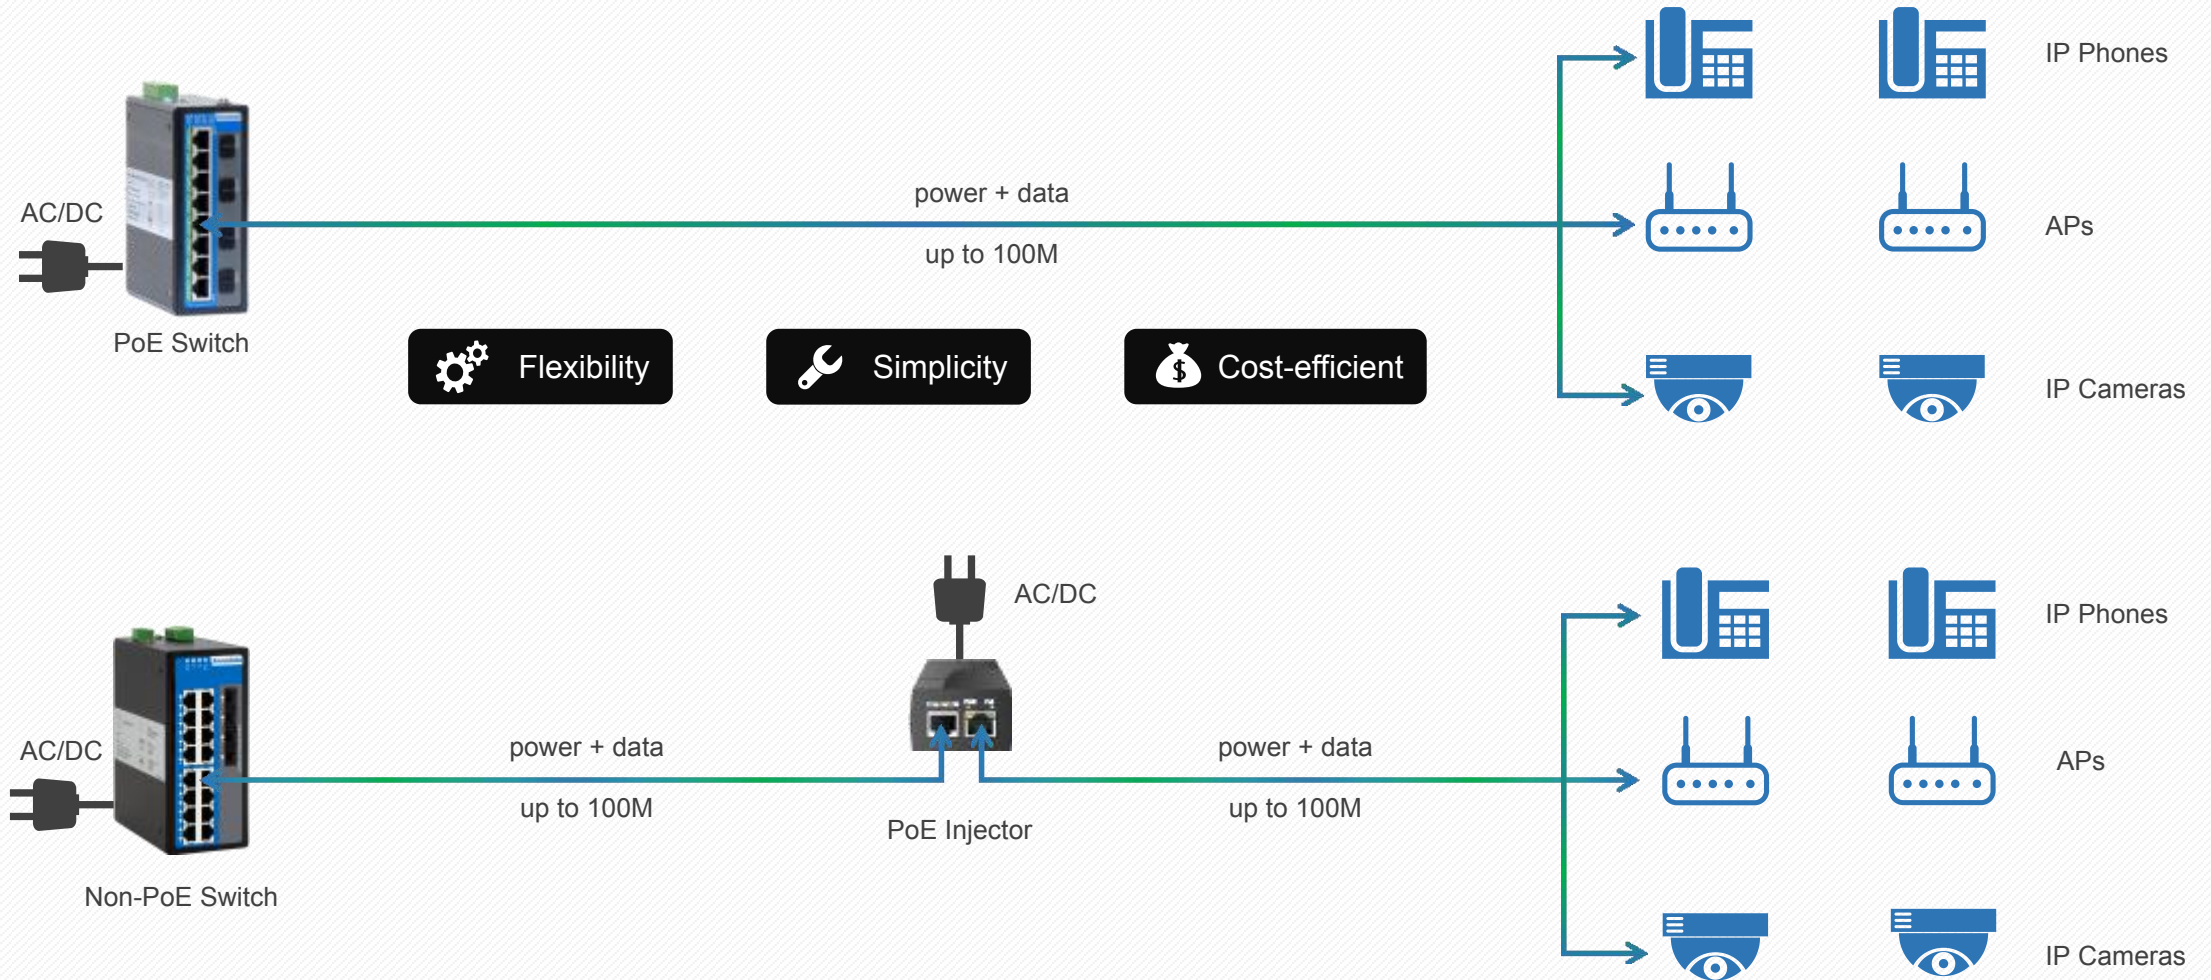 IP Phones
power + data
AC/DC
APs
up to 100M
PoE Switch
Flexibility
Simplicity
Cost-efficient
IP Cameras
AC/DC
IP Phones
AC/DC
power + data
power + data
APs
up to 100M
up to 100M
PoE Injector
Non-PoE Switch
IP Cameras